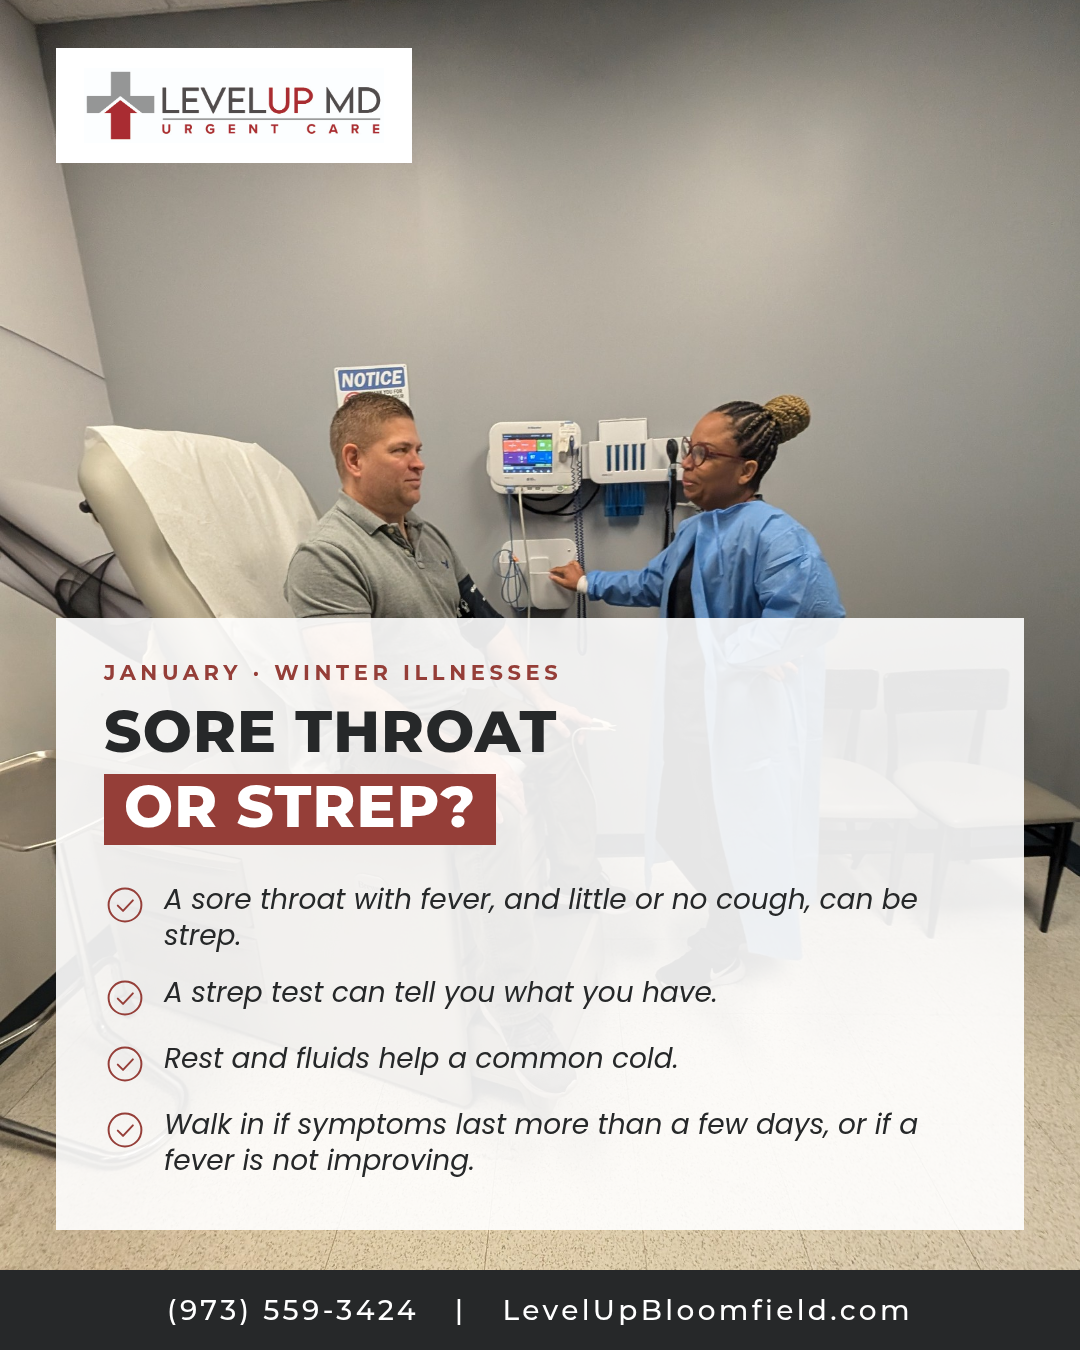 LEVELUP MD
URGENT CARE
NOTICE
JANUARY · WINTER ILLNESSES
SORE THROAT
OR STREP?
A sore throat with fever, and little or no cough, can be
strep.
A strep test can tell you what you have.
Rest and fluids help a common cold.
Walk in if symptoms last more than a few days, or if a
fever is not improving.
(973) 559-3424 | LevelUpBloomfield.com